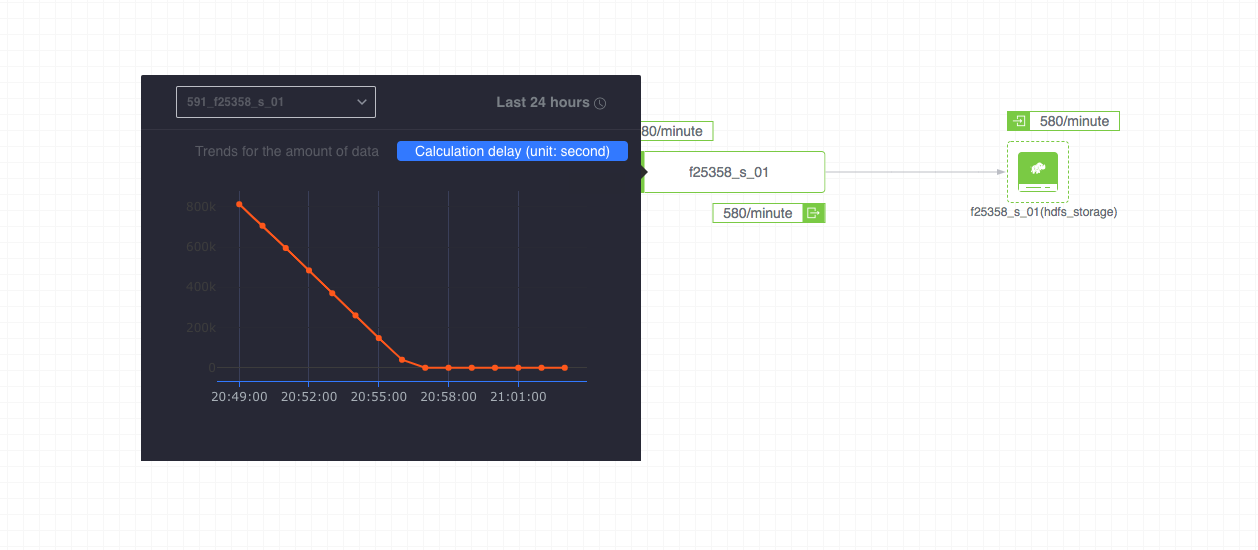 591_f25358_s_01
Last 24 hours
Trends for the amount of data
Calculation delay (unit: second)
800k
600k
400k
200k
0
20:49:00 20:52:00 20:55:00 20:58:00 21:01:00
80/minute
f25358_s_01
580/minute
580/minute
f25358_s_01(hdfs_storage)